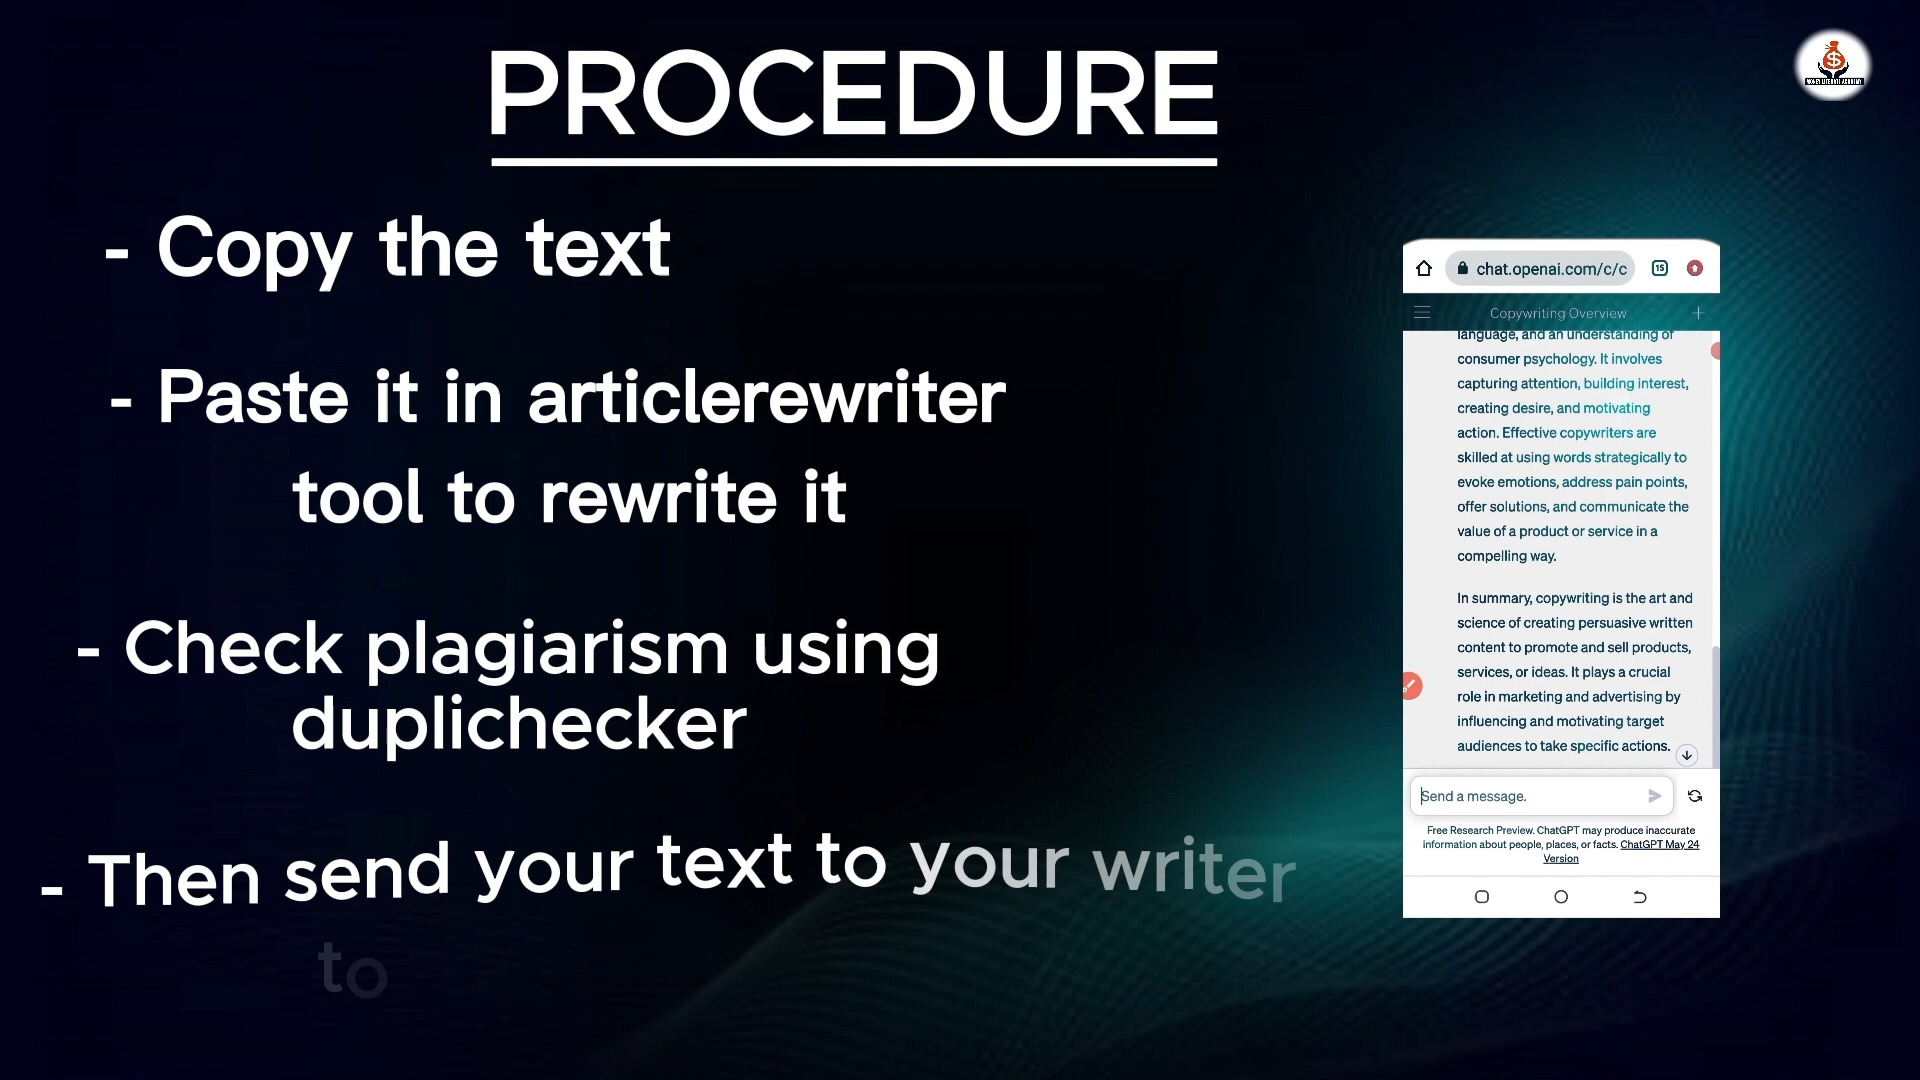 PROCEDURE
- Copy the text
- Paste it in articlerewriter
tool to rewrite it
- Check plagiarism using
duplichecker
- Then send your text to your writer
to
MONEY LITERATE ACADEMY
chat.openai.com/c/c
15
Copywriting Overview
language, and an understanding of
consumer psychology. It involves
capturing attention, building interest,
creating desire, and motivating
action. Effective copywriters are
skilled at using words strategically to
evoke emotions, address pain points,
offer solutions, and communicate the
value of a product or service in a
compelling way.
In summary, copywriting is the art and
science of creating persuasive written
content to promote and sell products,
services, or ideas. It plays a crucial
role in marketing and advertising by
influencing and motivating target
audiences to take specific actions.
Send a message.
Free Research Preview. ChatGPT may produce inaccurate
information about people, places, or facts. ChatGPT May 24
Version